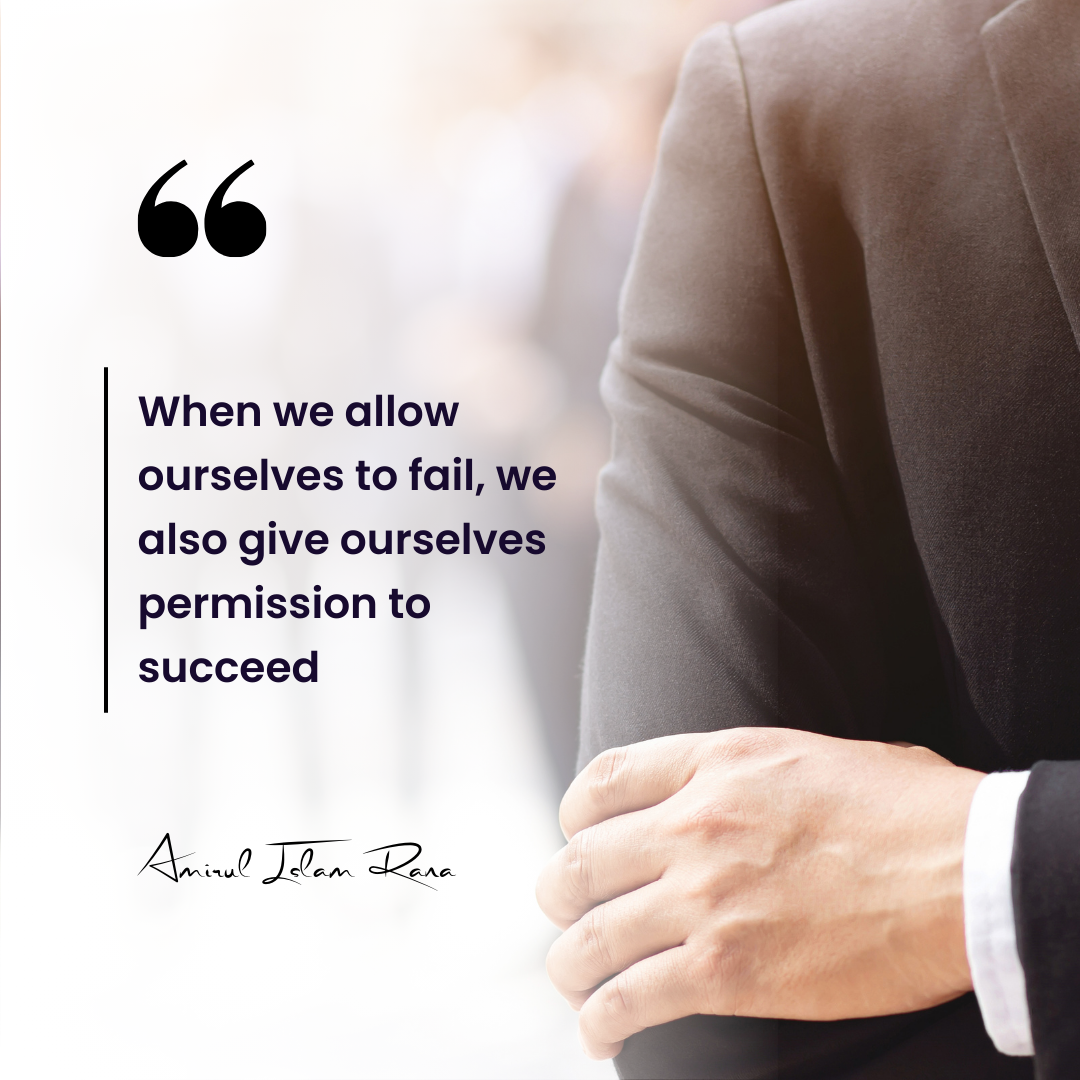 “
When we allow
ourselves to fail, we
also give ourselves
permission to
succeed
Amirul Islam Rana